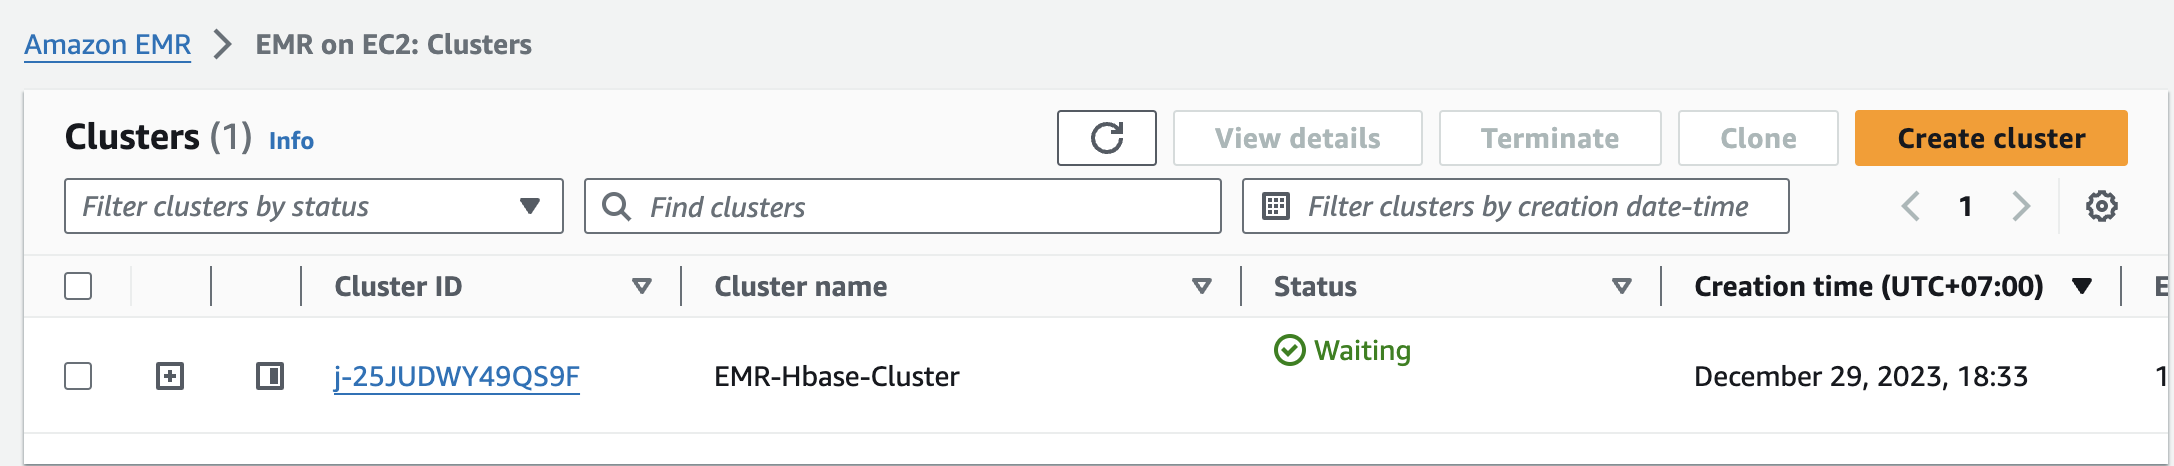 Amazon EMR > EMR on EC2: Clusters
Clusters (1) Info
View details
Terminate
Clone
Create cluster
Filter clusters by status
Find clusters
Filter clusters by creation date-time
1
Cluster ID
Cluster name
Status
Creation time (UTC+07:00)
j-25JUDWY49QS9F
EMR-Hbase-Cluster
Waiting
December 29, 2023, 18:33